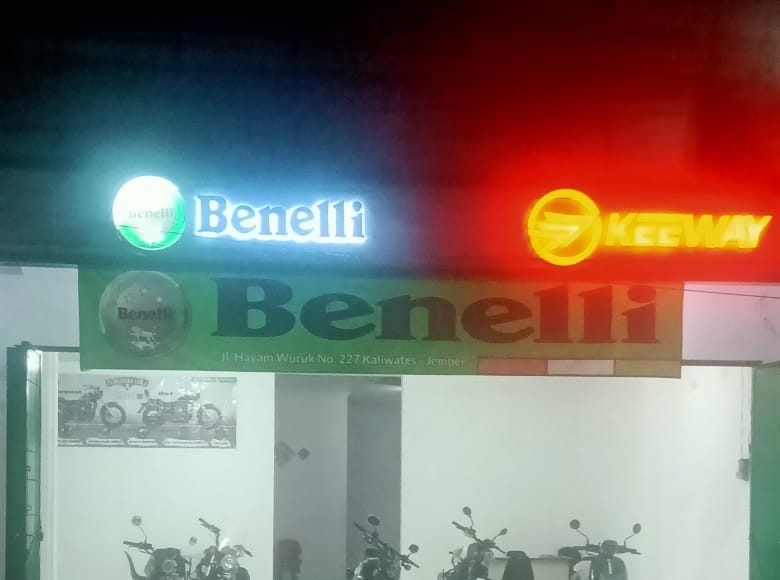 Benelli
Benelli
KEEWAY
Benelli
Benelli
Jl. Hayam Wuruk No. 227 Kaliwates - Jember